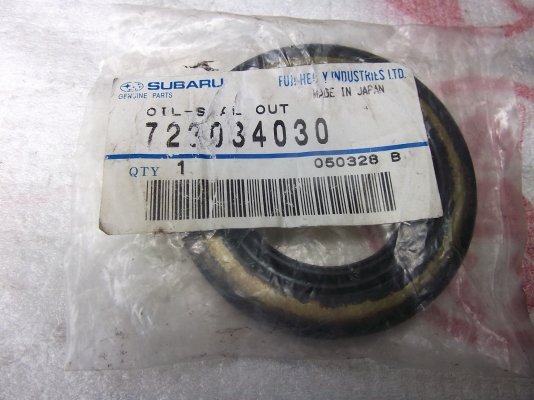 SUBARU
GENUINE PARTS
FUJI HEAVY INDUSTRIES LTD.
MADE IN JAPAN
OIL-SEAL OUT
723034030
QTY 1
050328 B